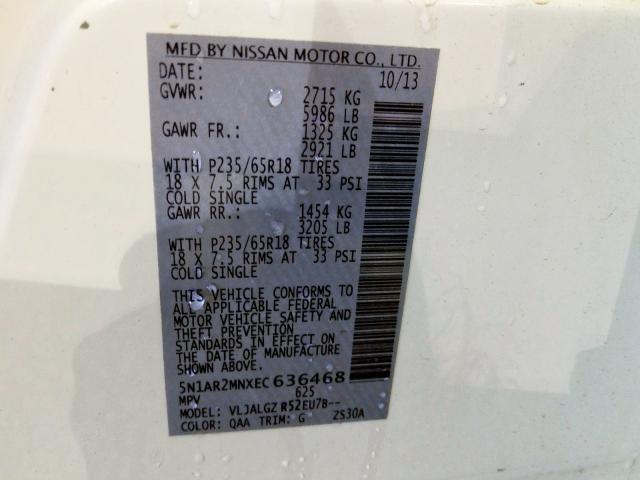 MFD BY NISSAN MOTOR CO., LTD.
DATE: 10/13
GVWR: 2715 KG
5986 LB
GAWR FR.: 1325 KG
2921 LB
WITH P235/65R18 TIRES
18 X 7.5 RIMS AT 33 PSI
COLD SINGLE
GAWR RR.: 1454 KG
3205 LB
WITH P235/65R18 TIRES
18 X 7.5 RIMS AT 33 PSI
COLD SINGLE
THIS VEHICLE CONFORMS TO
ALL APPLICABLE FEDERAL
MOTOR VEHICLE SAFETY AND
THEFT PREVENTION
STANDARDS IN EFFECT ON
THE DATE OF MANUFACTURE
SHOWN ABOVE.
5N1AR2MNXEC636468
MPV 625
MODEL: VLJALGZ R52EU7B--
COLOR: QAA TRIM: G ZS30A